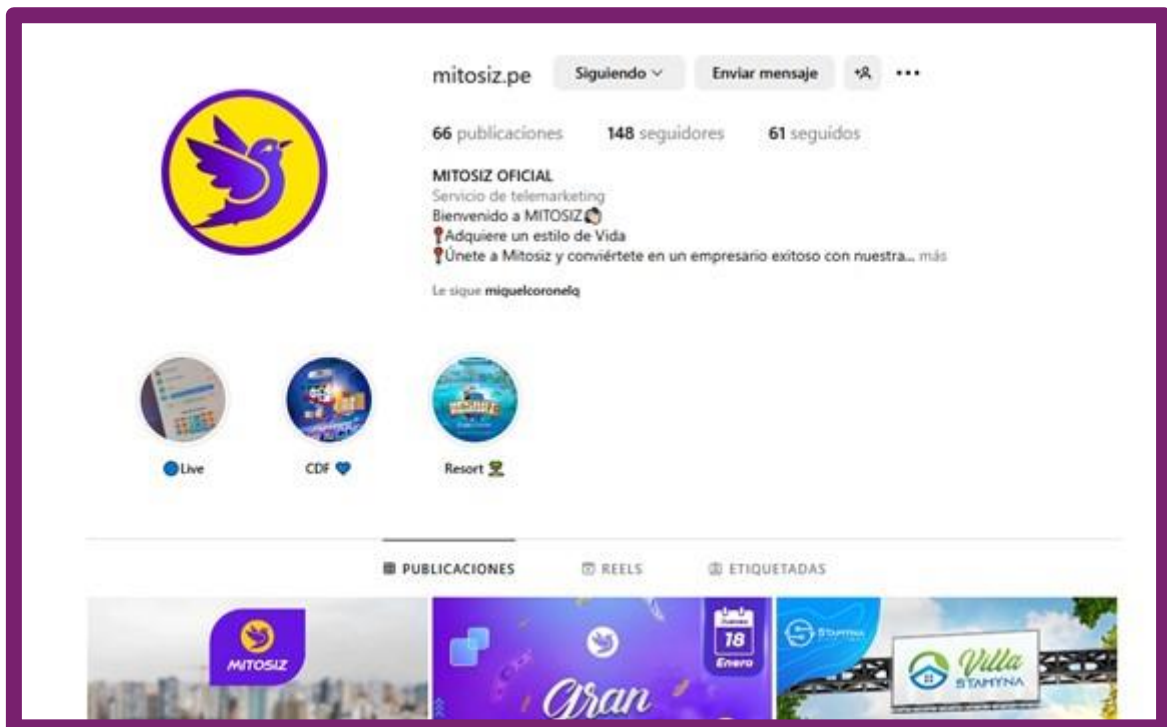 mitosiz.pe Siguiendo Enviar mensaje
66 publicaciones 148 seguidores 61 seguidos
MITOSIZ OFICIAL
Servicio de telemarketing
Bienvenido a MITOSIZ
Adquiere un estilo de Vida
Únete a Mitosiz y conviértete en un empresario exitoso con nuestra... más
Le sigue miguelcoronelq
Live CDF Resort
PUBLICACIONES REELS ETIQUETADAS
MITOSIZ
Gran
18
Enero
STAMYNA
Villa
STAMYNA